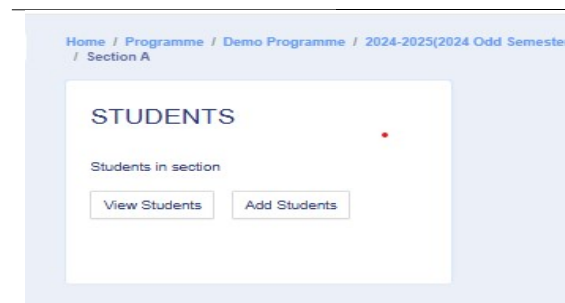 Home / Programme / Demo Programme / 2024-2025(2024 Odd Semeste
/ Section A
STUDENTS
Students in section
View Students Add Students